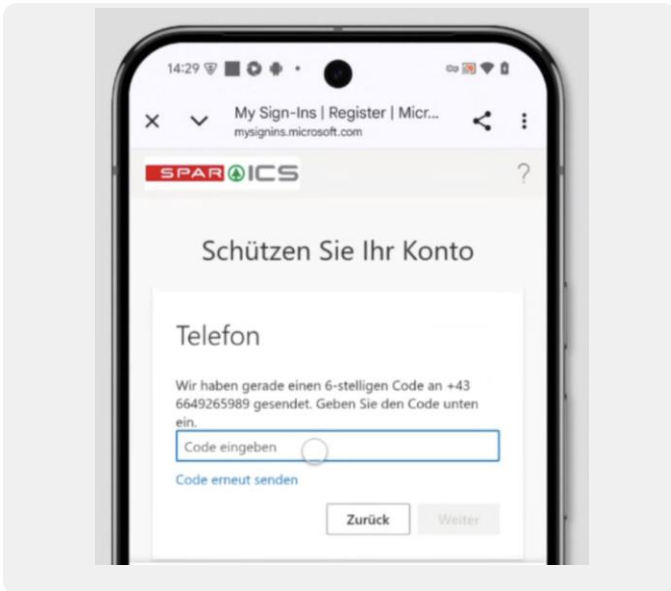 14:29
My Sign-Ins | Register | Micr...
mysignins.microsoft.com
SPAR ICS
?
Schützen Sie Ihr Konto
Telefon
Wir haben gerade einen 6-stelligen Code an +43
6649265989 gesendet. Geben Sie den Code unten
ein.
Code eingeben
Code erneut senden
Zurück Weiter